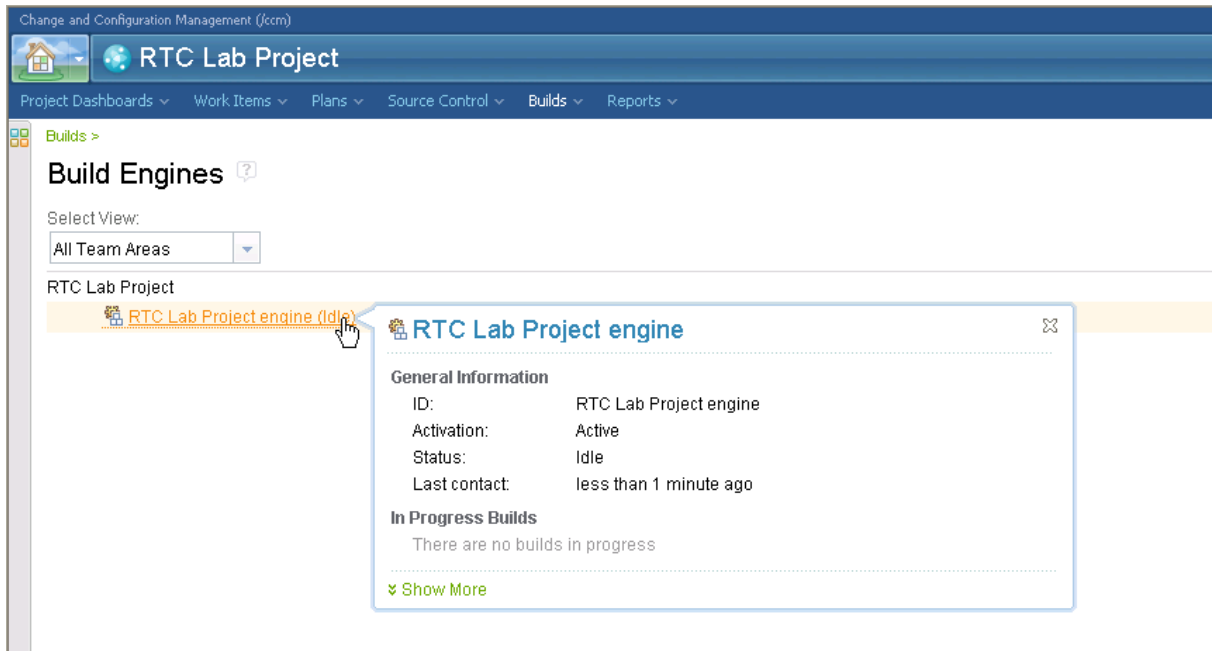 Change and Configuration Management (/ccm)
RTC Lab Project
Project Dashboards Work Items Plans Source Control Builds Reports
Builds >
Build Engines ?
Select View:
All Team Areas
RTC Lab Project
RTC Lab Project engine (Idle)
RTC Lab Project engine
General Information
ID: RTC Lab Project engine
Activation: Active
Status: Idle
Last contact: less than 1 minute ago
In Progress Builds
There are no builds in progress
Show More